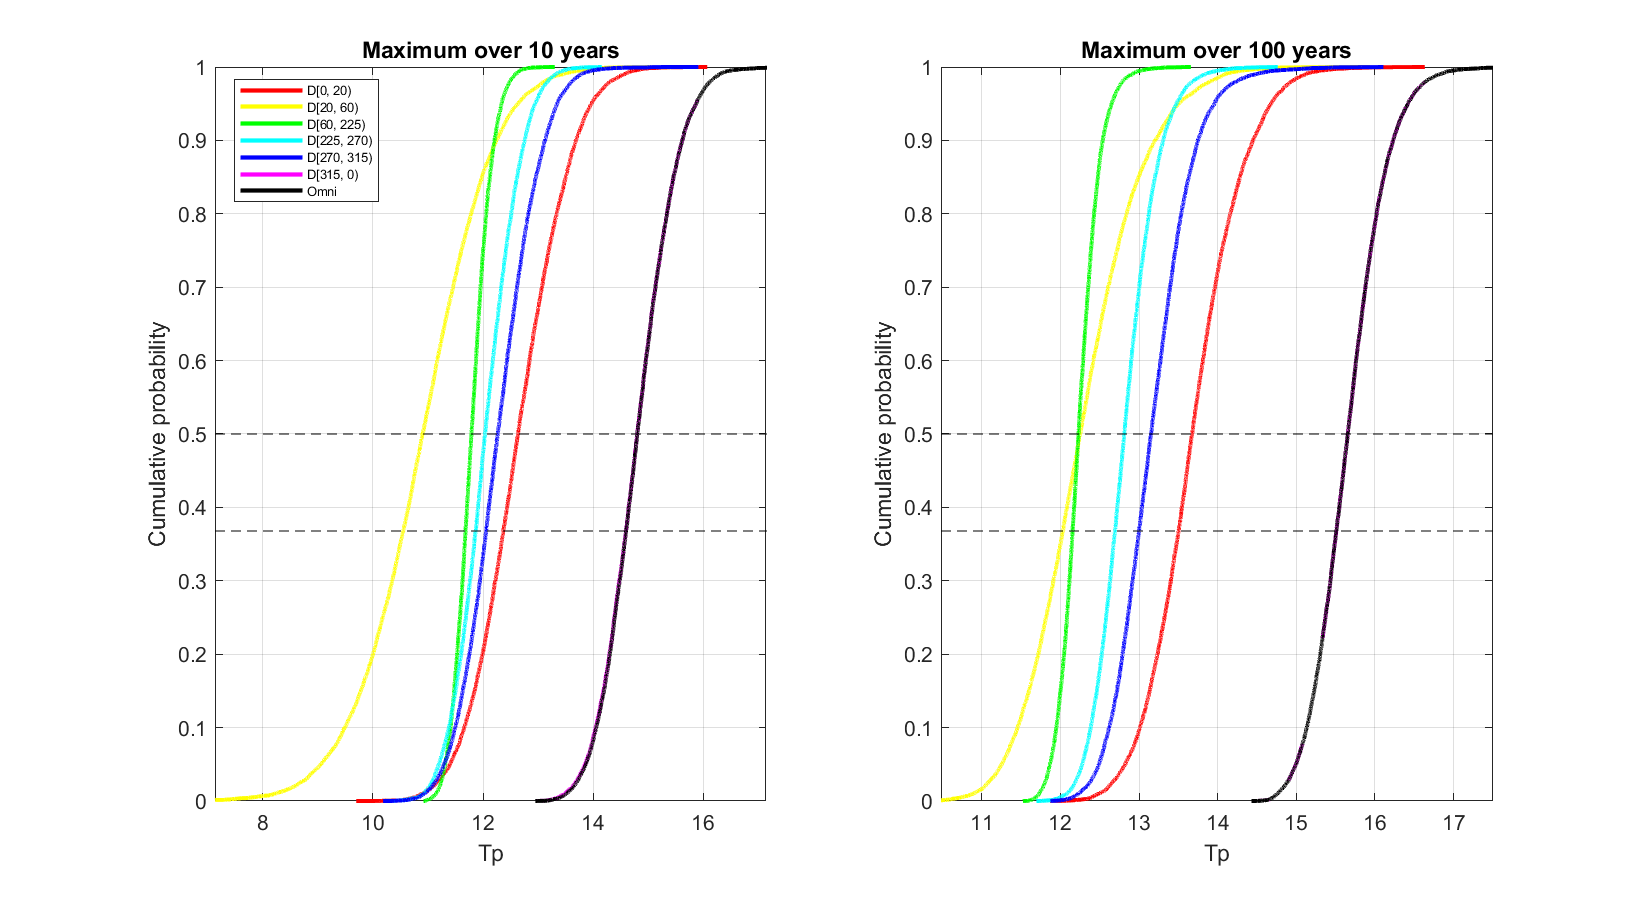 Maximum over 10 years
Cumulative probability
1
0.9
0.8
0.7
0.6
0.5
0.4
0.3
0.2
0.1
0
D[0, 20)
D[20, 60)
D[60, 225)
D[225, 270)
D[270, 315)
D[315, 0)
Omni
8 10 12 14 16
Tp
Maximum over 100 years
Cumulative probability
1
0.9
0.8
0.7
0.6
0.5
0.4
0.3
0.2
0.1
0
11 12 13 14 15 16 17
Tp